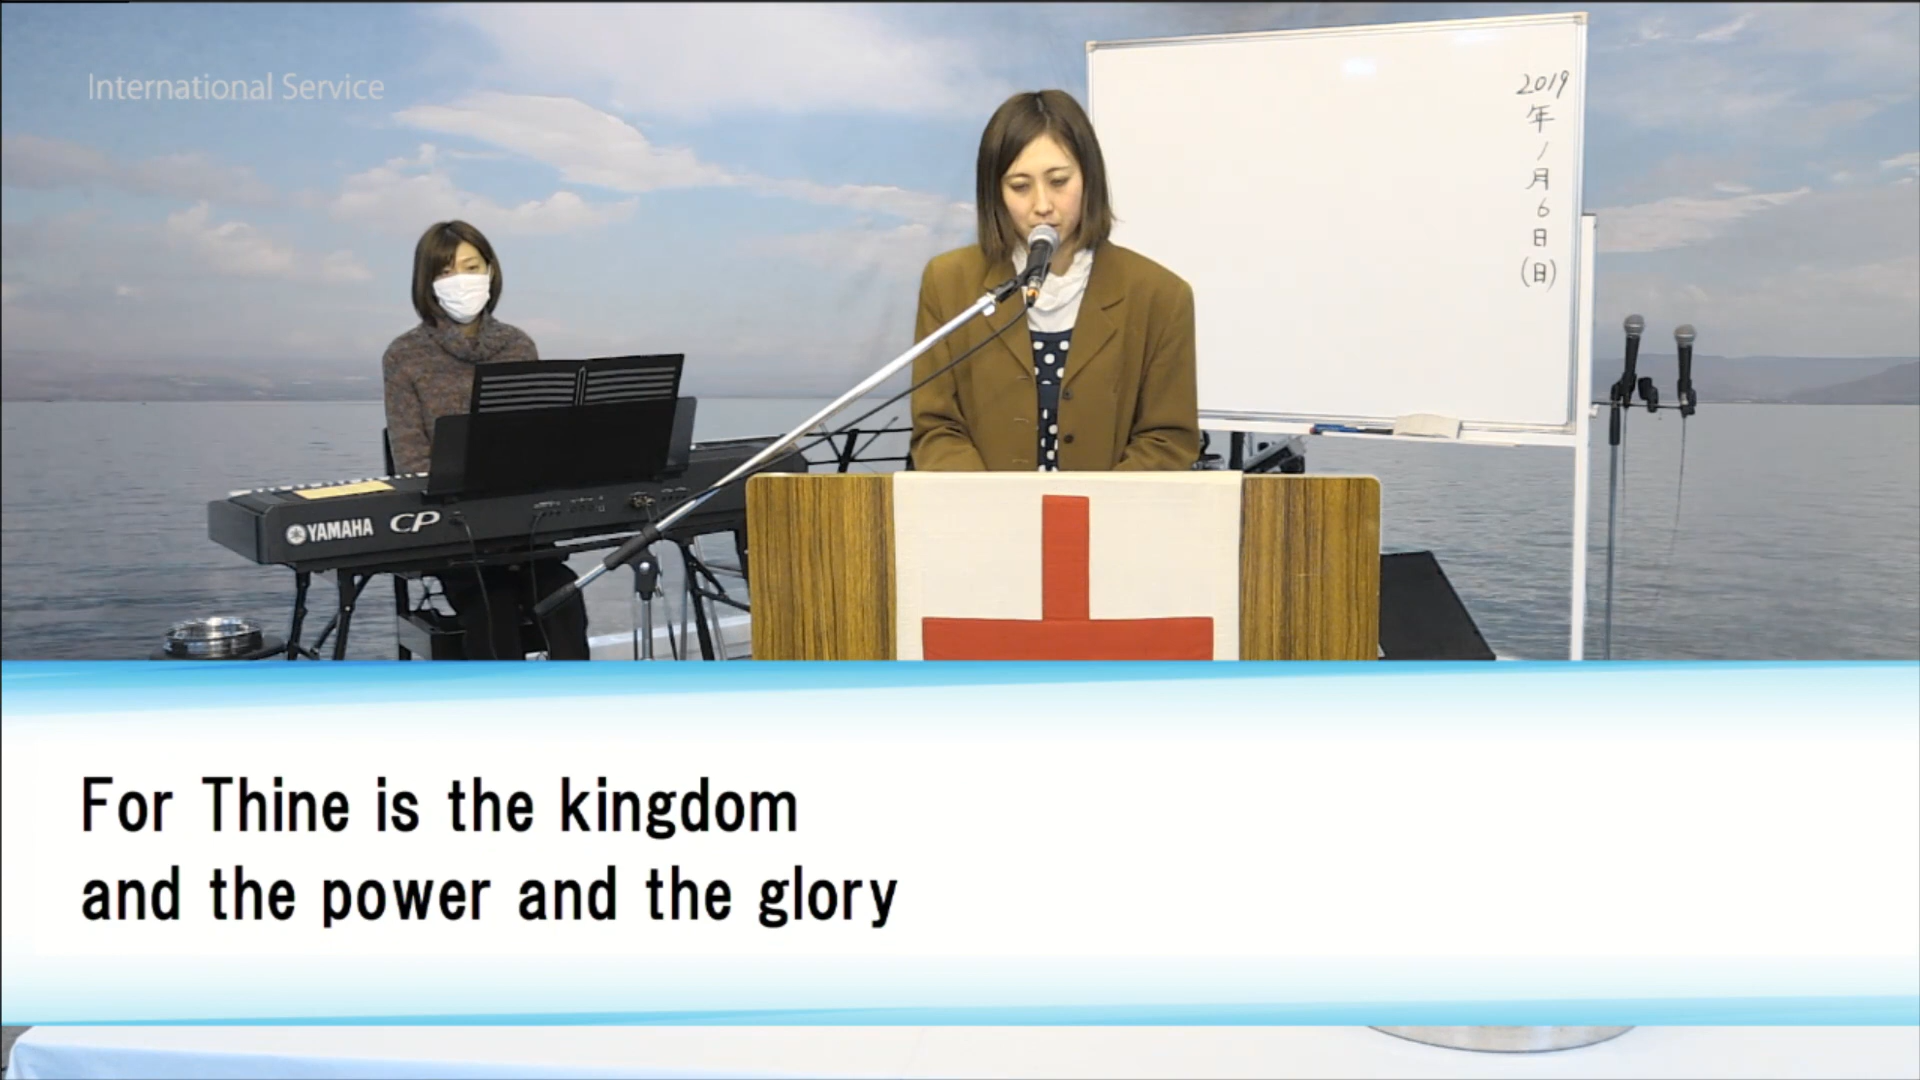 International Service
2019
年
1
月
6
日
(日)
YAMAHA CP
For Thine is the kingdom
and the power and the glory